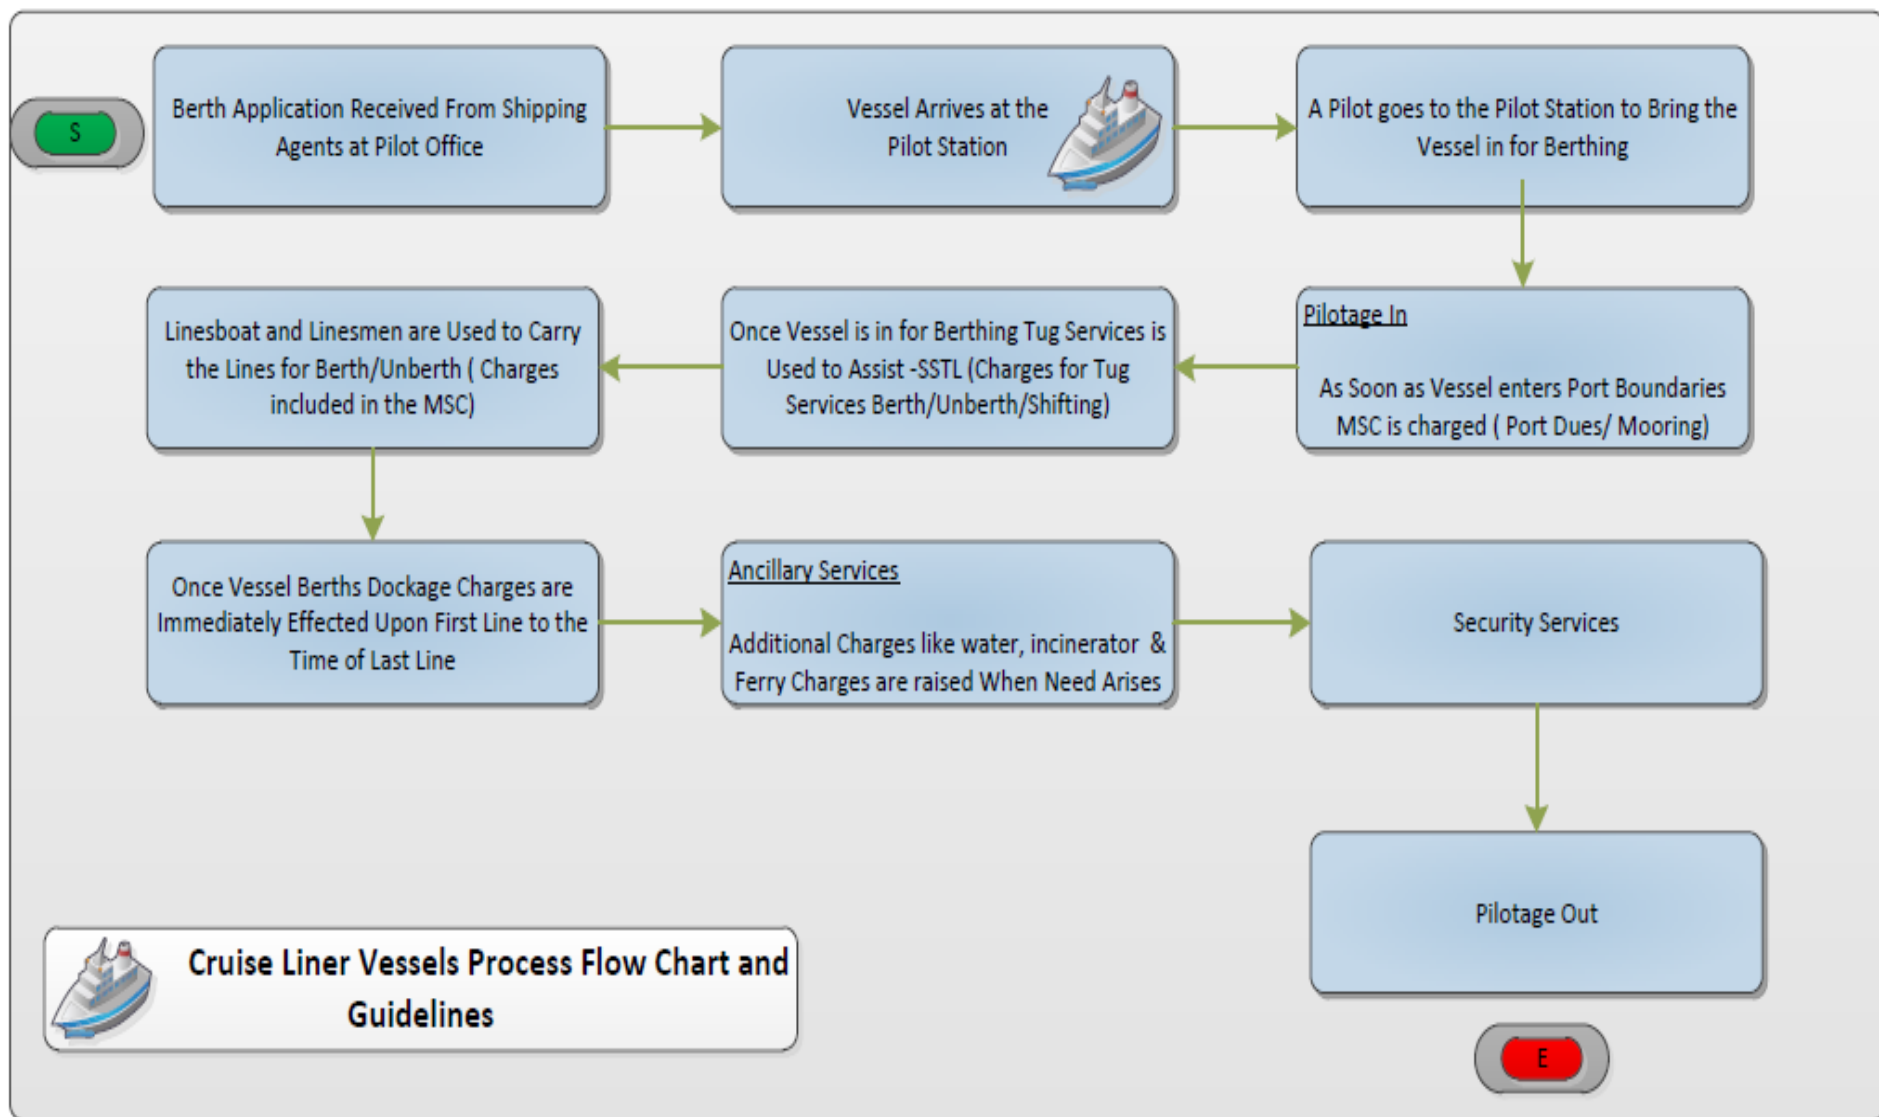 S
Berth Application Received From Shipping
Agents at Pilot Office
Vessel Arrives at the
Pilot Station
A Pilot goes to the Pilot Station to Bring the
Vessel in for Berthing
Pilotage In
As Soon as Vessel enters Port Boundaries
MSC is charged ( Port Dues/ Mooring)
Once Vessel is in for Berthing Tug Services is
Used to Assist -SSTL (Charges for Tug
Services Berth/Unberth/Shifting)
Linesboat and Linesmen are Used to Carry
the Lines for Berth/Unberth ( Charges
included in the MSC)
Once Vessel Berths Dockage Charges are
Immediately Effected Upon First Line to the
Time of Last Line
Ancillary Services
Additional Charges like water, incinerator &
Ferry Charges are raised When Need Arises
Security Services
Pilotage Out
E
Cruise Liner Vessels Process Flow Chart and
Guidelines